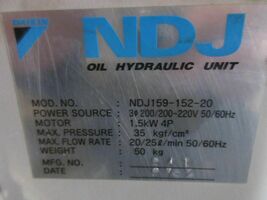 DAIKIN NDJ
OIL HYDRAULIC UNIT
MOD. NO. : NDJ159-152-20
POWER SOURCE : 3Φ 200/200-220V 50/60Hz
MOTOR : 1.5kW 4P
MAX. PRESSURE : 35 kgf/cm²
MAX. FLOW RATE : 20/25ℓ/min 50/60Hz
WEIGHT : 50 kg
MFG. NO. :
DATE :